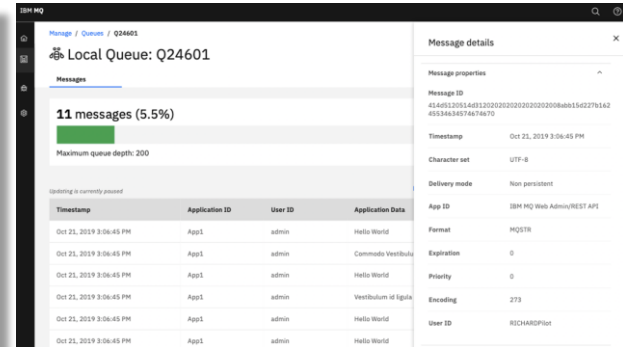 IBM MQ
Manage / Queues / Q24601
Local Queue: Q24601
Messages
11 messages (5.5%)
Maximum queue depth: 200
Updating is currently paused
Timestamp Application ID User ID Application Data
Oct 21, 2019 3:06:45 PM App1 admin Hello World
Oct 21, 2019 3:06:45 PM App1 admin Commodo Vestibulu
Oct 21, 2019 3:06:45 PM App1 admin Hello World
Oct 21, 2019 3:06:45 PM App1 admin Vestibulum id ligula
Oct 21, 2019 3:06:45 PM App1 admin Hello World
Oct 21, 2019 3:06:45 PM App1 admin Hello World
Message details
Message properties
Message ID
Timestamp Oct 21, 2019 3:06:45 PM
Character set UTF-8
Delivery mode Non persistent
App ID IBM MQ Web Admin/REST API
Format MQSTR
Expiration 0
Priority 0
Encoding 273
User ID RICHARDPilot